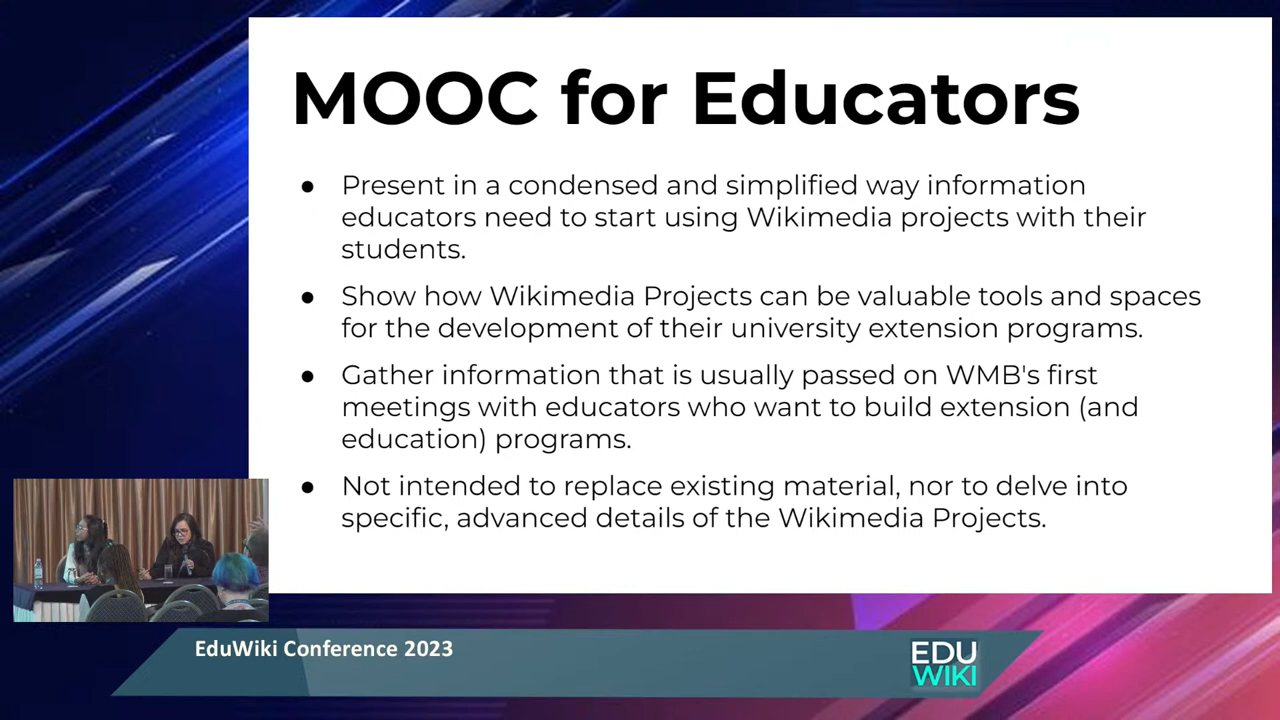 MOOC for Educators
● Present in a condensed and simplified way information
educators need to start using Wikimedia projects with their
students.
● Show how Wikimedia Projects can be valuable tools and spaces
for the development of their university extension programs.
● Gather information that is usually passed on WMB's first
meetings with educators who want to build extension (and
education) programs.
● Not intended to replace existing material, nor to delve into
specific, advanced details of the Wikimedia Projects.
EduWiki Conference 2023
EDU
WIKI